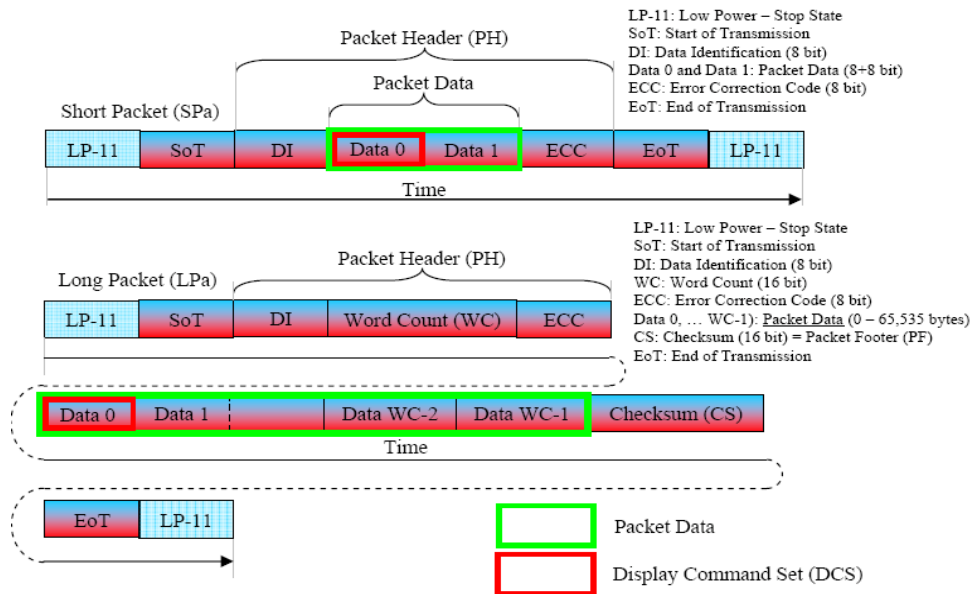 Packet Header (PH)
LP-11: Low Power – Stop State
SoT: Start of Transmission
DI: Data Identification (8 bit)
Data 0 and Data 1: Packet Data (8+8 bit)
ECC: Error Correction Code (8 bit)
EoT: End of Transmission
Packet Data
Short Packet (SPa)
LP-11 SoT DI Data 0 Data 1 ECC EoT LP-11
Time
LP-11: Low Power – Stop State
SoT: Start of Transmission
DI: Data Identification (8 bit)
WC: Word Count (16 bit)
ECC: Error Correction Code (8 bit)
Data 0, … WC-1): Packet Data (0 – 65,535 bytes)
CS: Checksum (16 bit) = Packet Footer (PF)
EoT: End of Transmission
Packet Header (PH)
Long Packet (LPa)
LP-11 SoT DI Word Count (WC) ECC
Data 0 Data 1 Data WC-2 Data WC-1 Checksum (CS)
Time
EoT LP-11
Packet Data
Display Command Set (DCS)